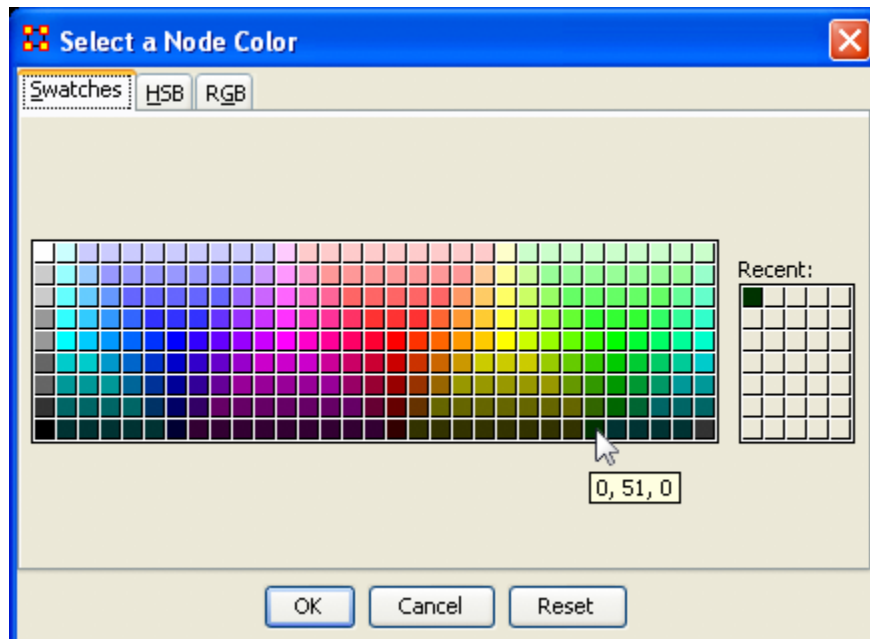 Select a Node Color
Swatches HSB RGB
Recent:
0, 51, 0
OK Cancel Reset